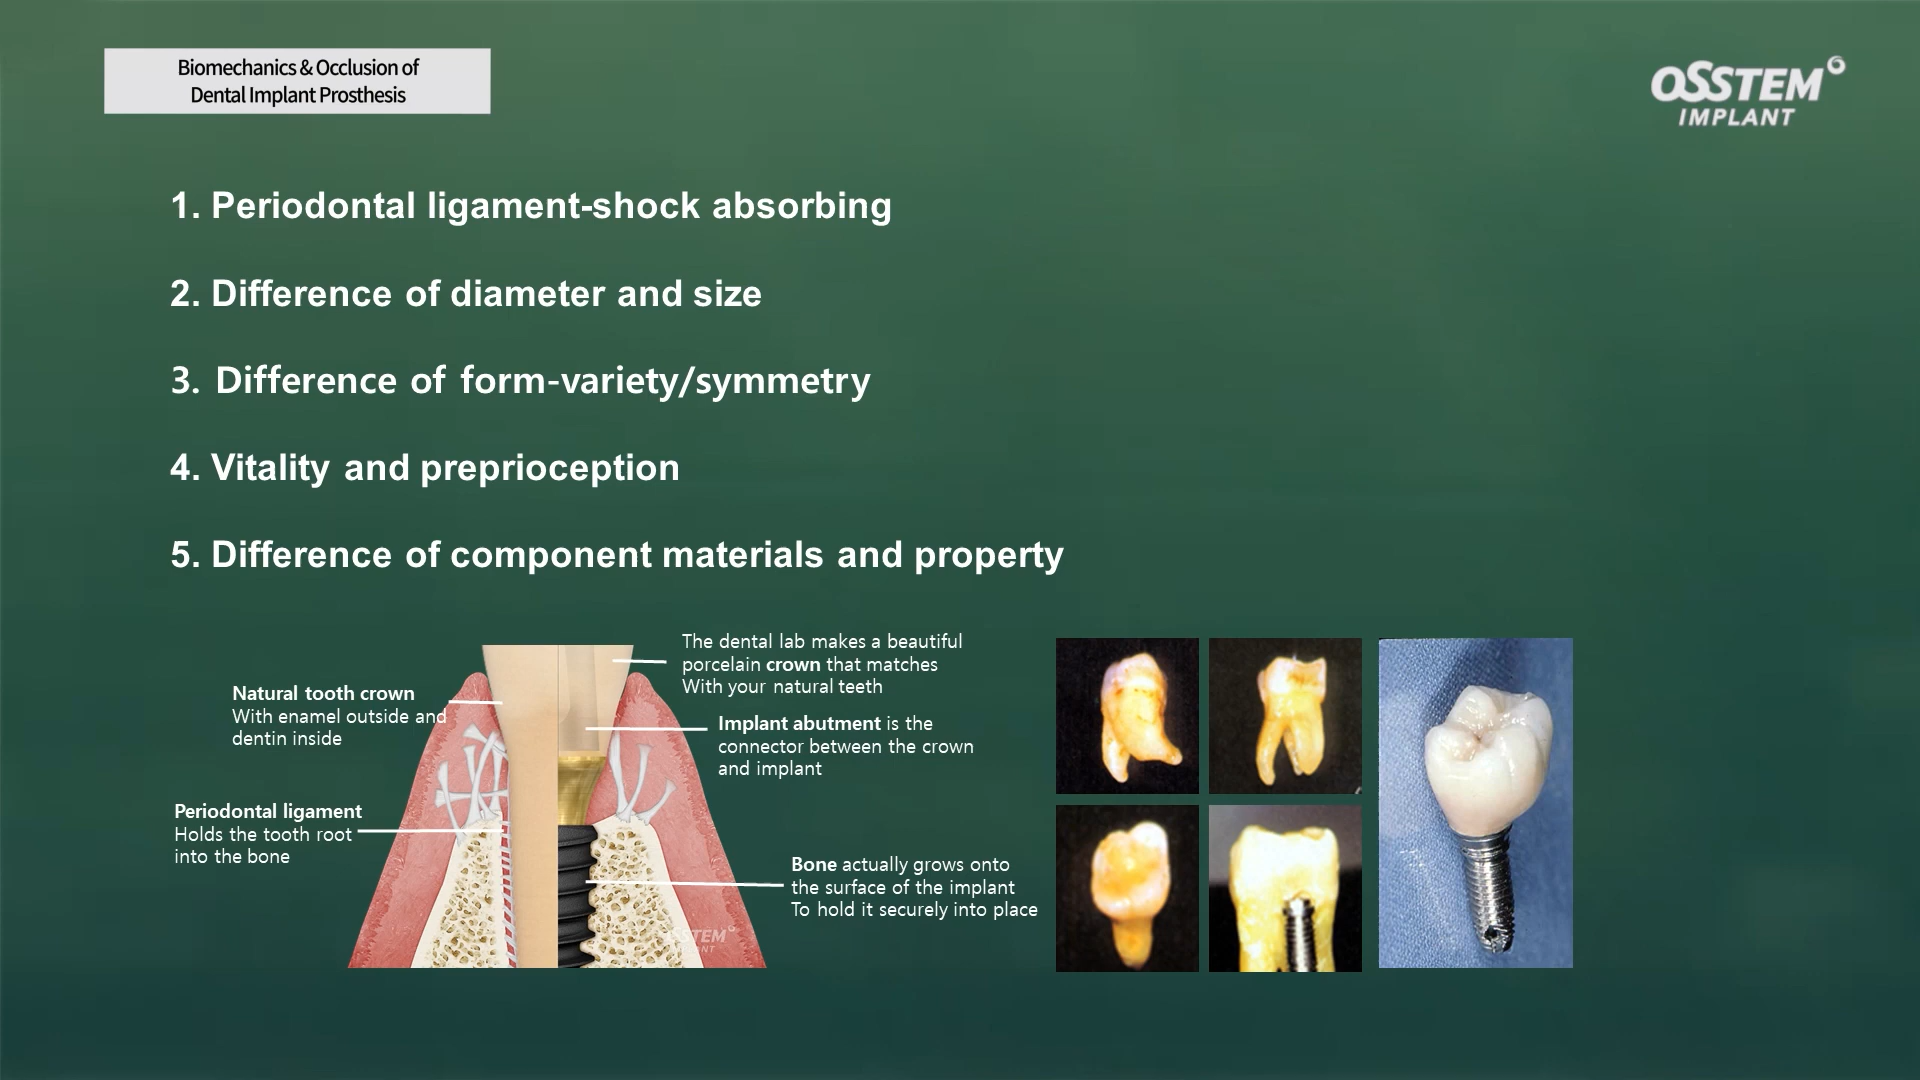 Biomechanics & Occlusion of
Dental Implant Prosthesis
OSSTEM
IMPLANT
1. Periodontal ligament-shock absorbing
2. Difference of diameter and size
3. Difference of form-variety/symmetry
4. Vitality and preprioception
5. Difference of component materials and property
Natural tooth crown
With enamel outside and
dentin inside
Periodontal ligament
Holds the tooth root
into the bone
The dental lab makes a beautiful
porcelain crown that matches
With your natural teeth
Implant abutment is the
connector between the crown
and implant
Bone actually grows onto
the surface of the implant
To hold it securely into place